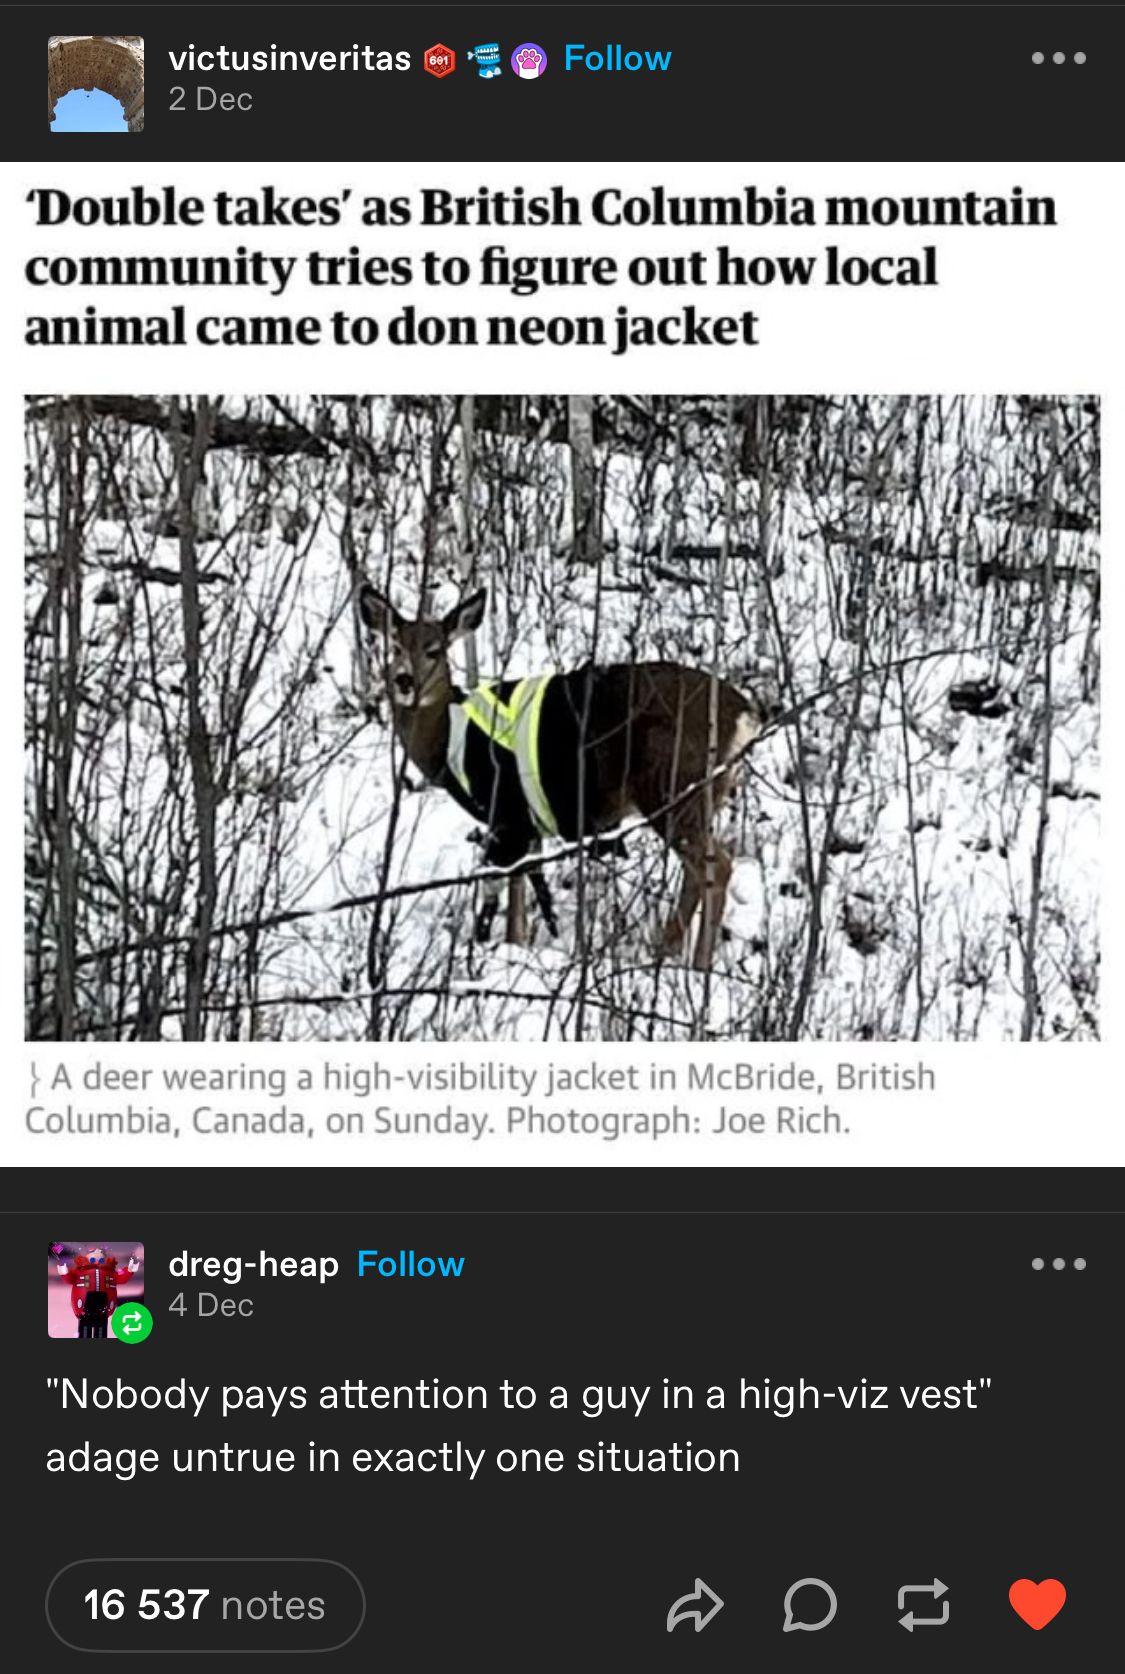 victusinveritas 601 Follow
2 Dec
‘Double takes’ as British Columbia mountain
community tries to figure out how local
animal came to don neon jacket
} A deer wearing a high-visibility jacket in McBride, British
Columbia, Canada, on Sunday. Photograph: Joe Rich.
dreg-heap Follow
4 Dec
"Nobody pays attention to a guy in a high-viz vest"
adage untrue in exactly one situation
16 537 notes